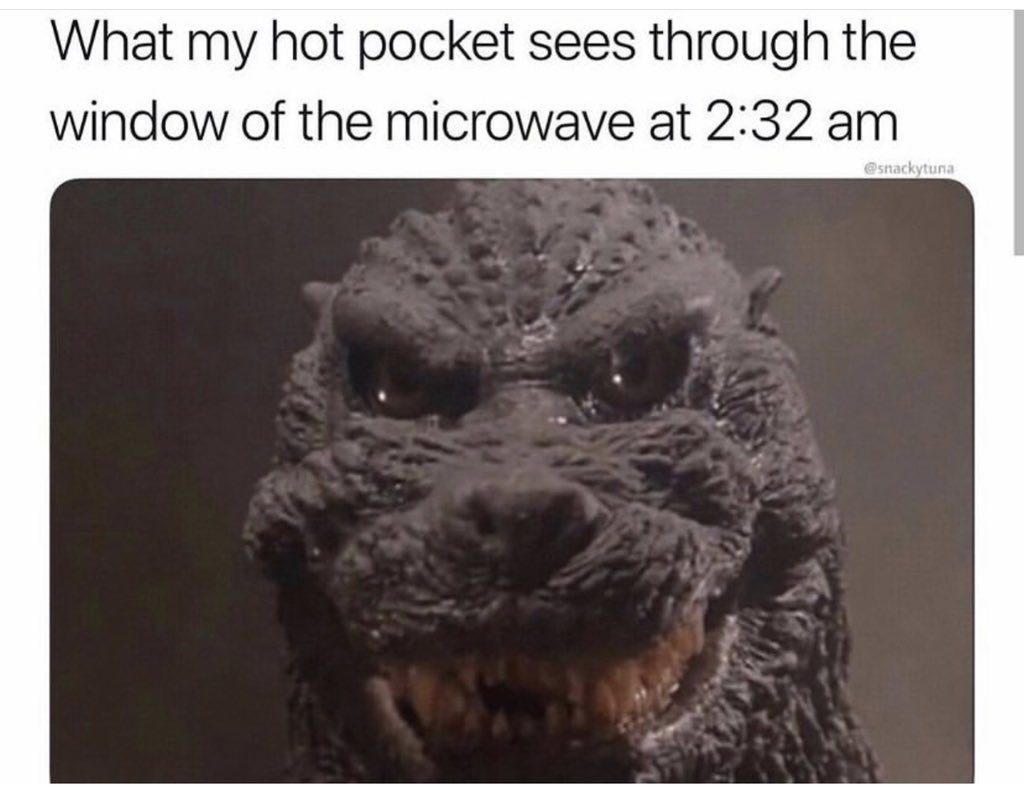 What my hot pocket sees through the
window of the microwave at 2:32 am
@snackytuna